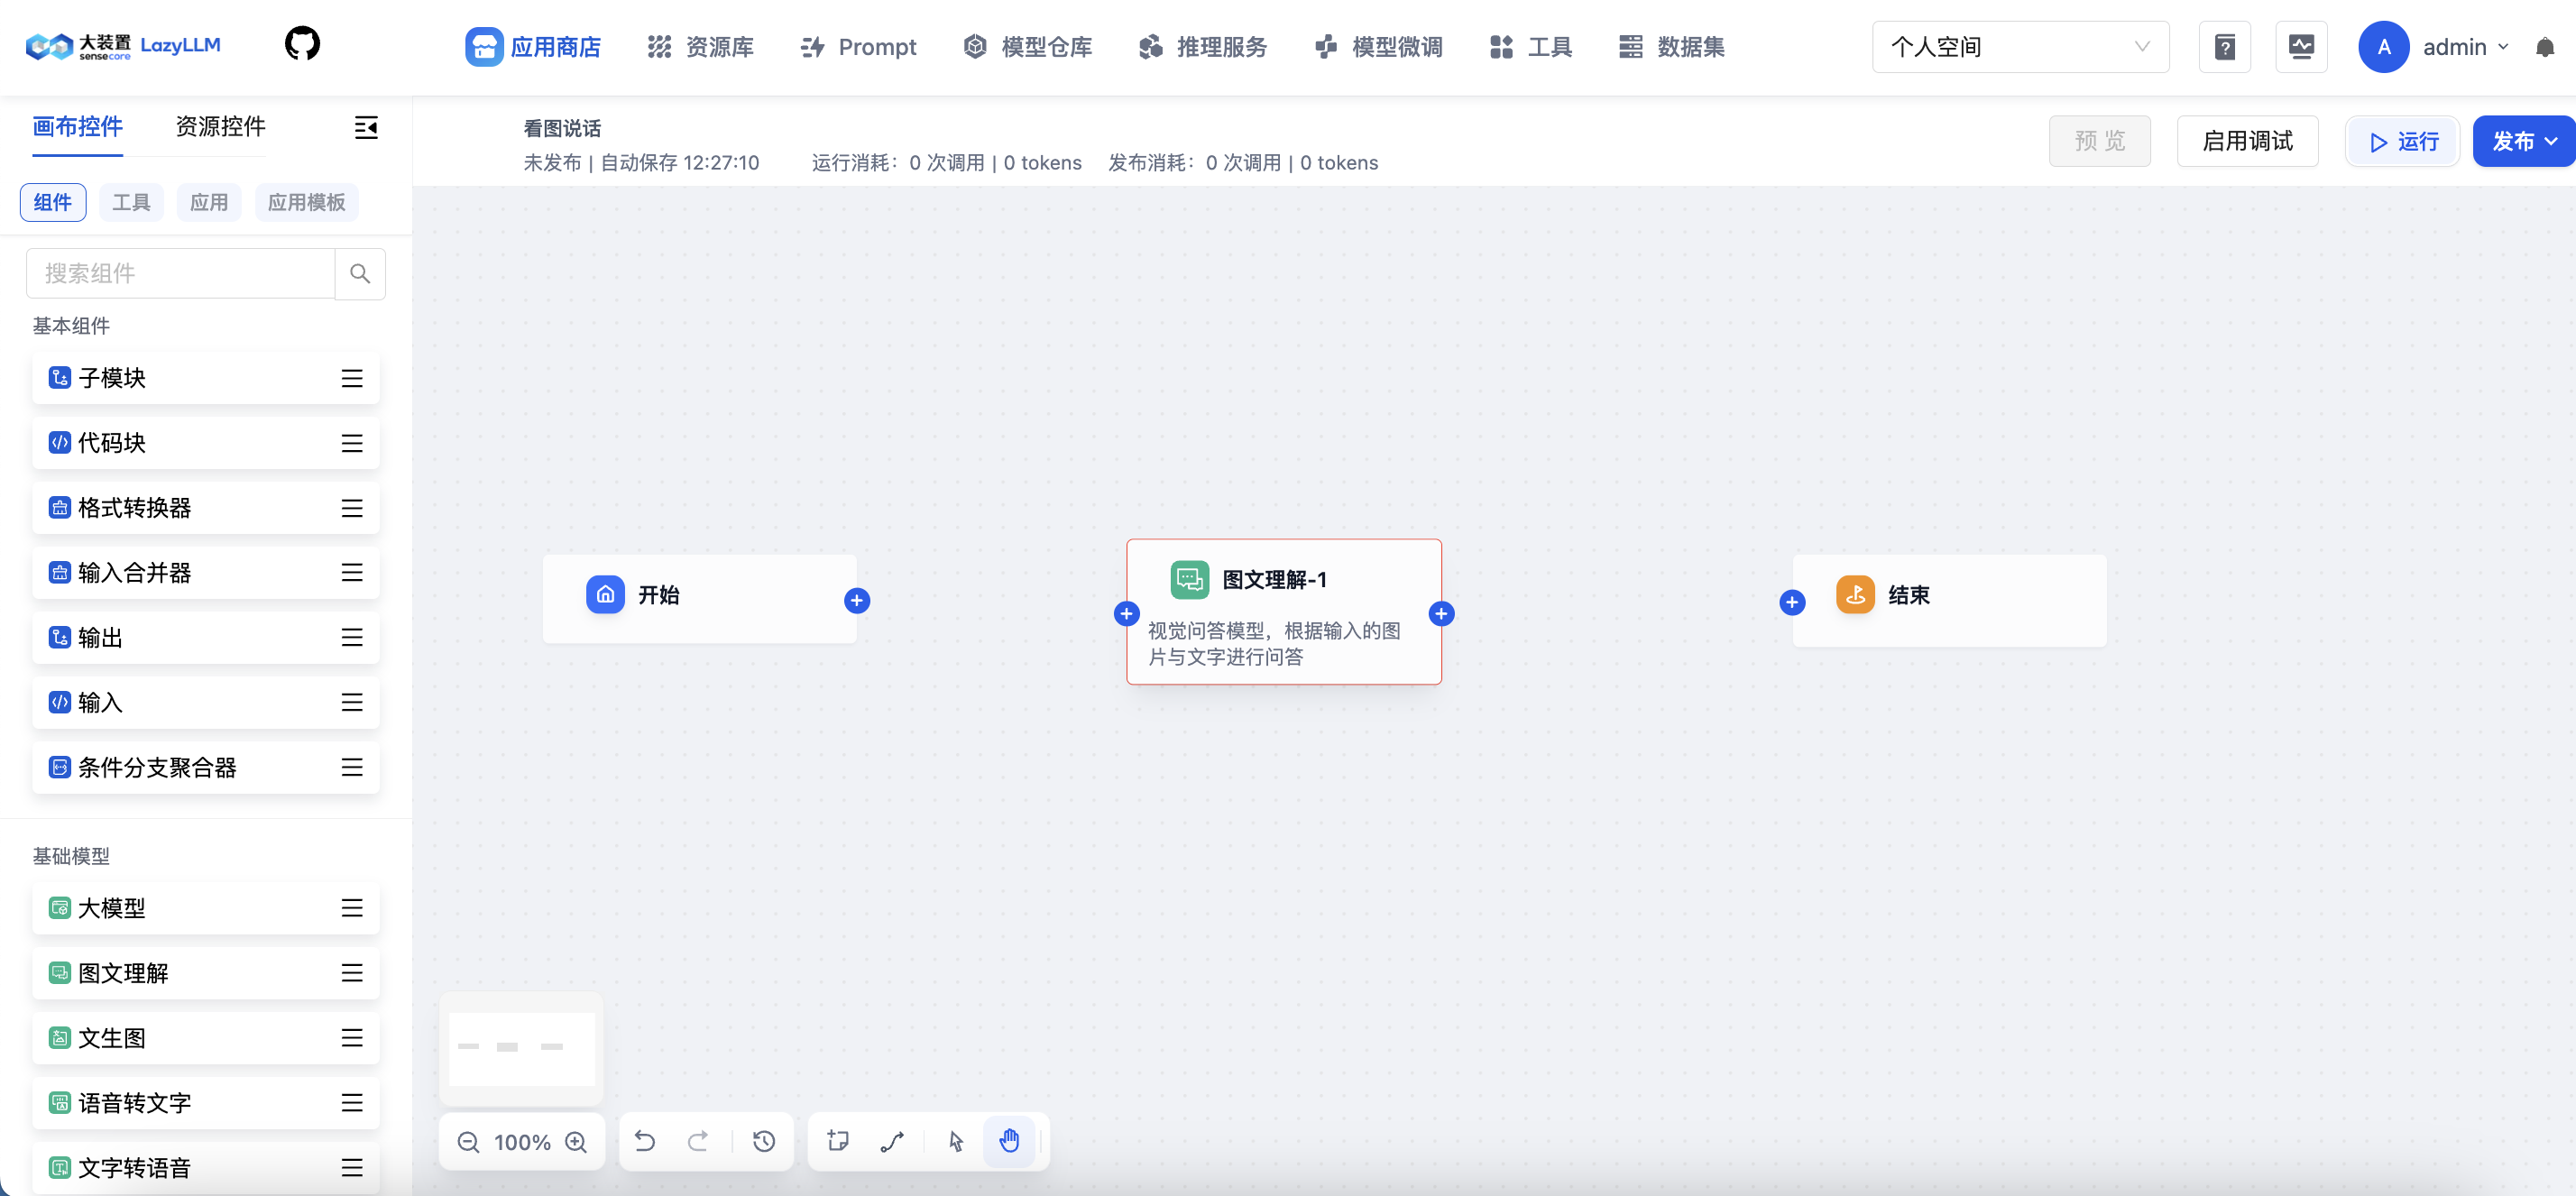 大装置
sensecore
LazyLLM
应用商店
资源库
Prompt
模型仓库
推理服务
模型微调
工具
数据集
个人空间
A
admin
画布控件
资源控件
看图说话
未发布 | 自动保存 12:27:10
运行消耗：0 次调用 | 0 tokens
发布消耗：0 次调用 | 0 tokens
预 览
启用调试
运行
发布
组件
工具
应用
应用模板
搜索组件
基本组件
子模块
代码块
格式转换器
输入合并器
输出
输入
条件分支聚合器
基础模型
大模型
图文理解
文生图
语音转文字
文字转语音
开始
图文理解-1
视觉问答模型，根据输入的图
片与文字进行问答
结束
100%